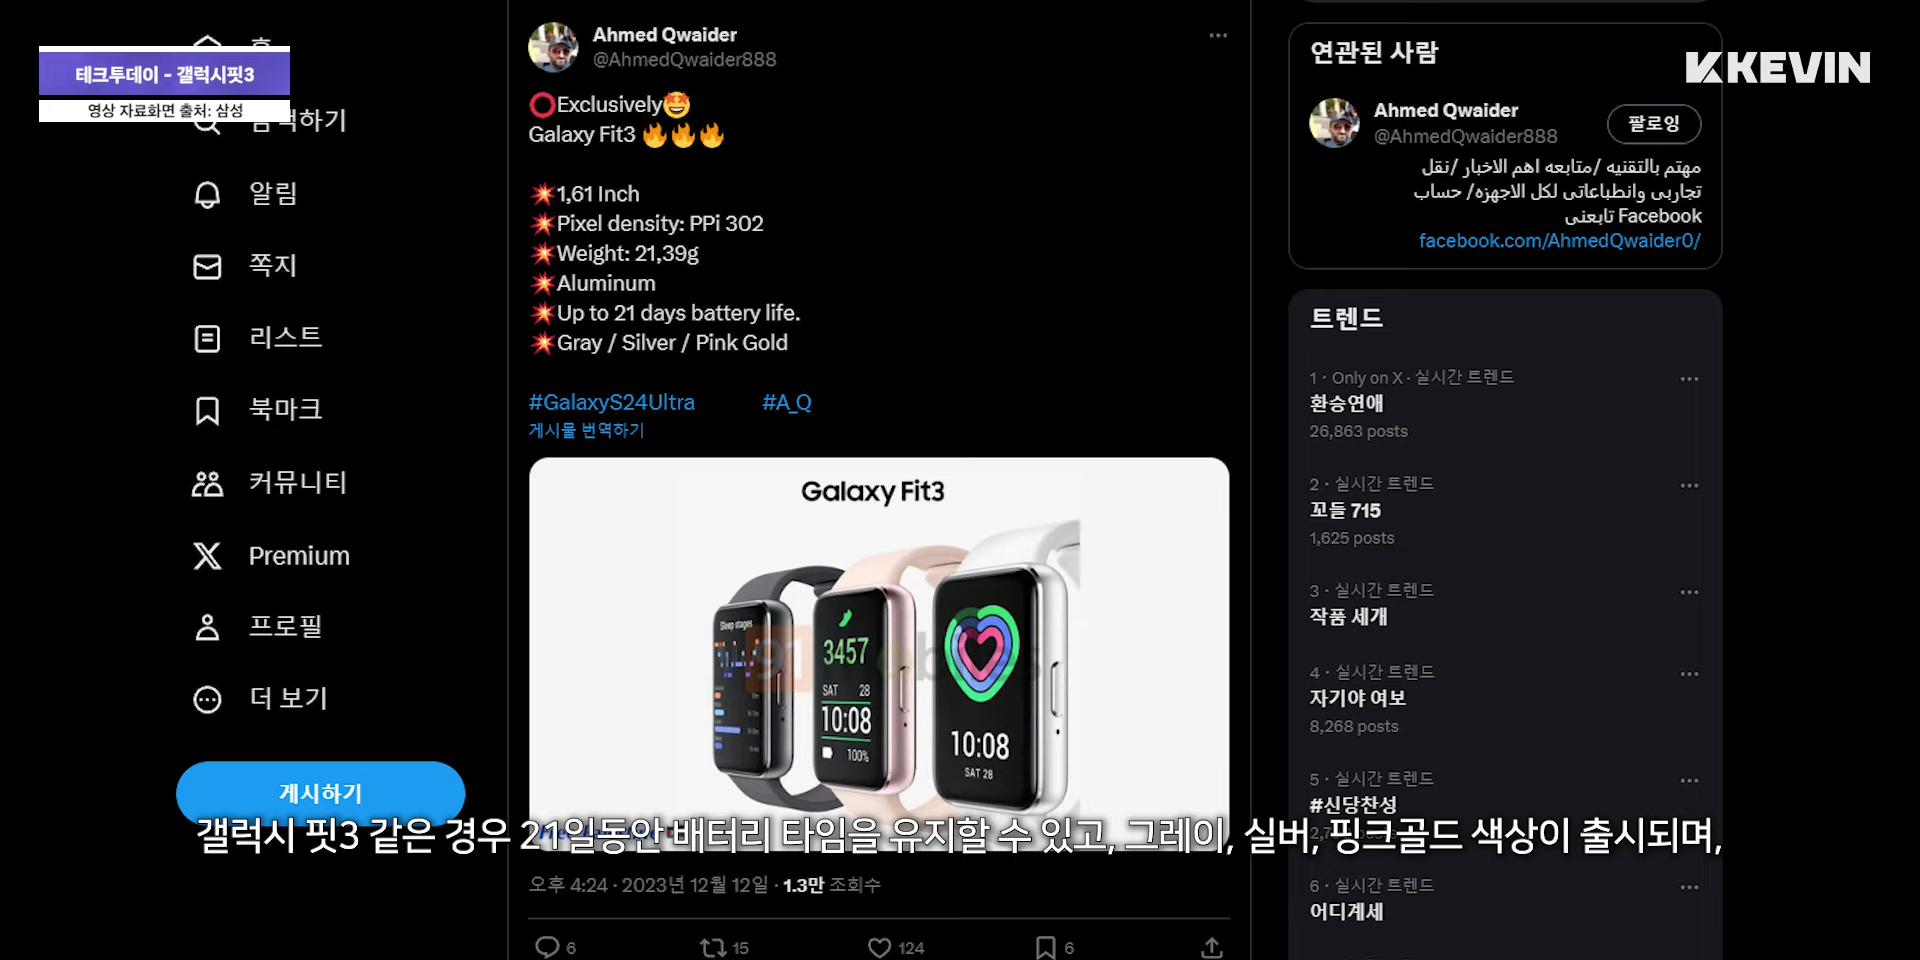 테크투데이 - 갤럭시핏3
영상 자료화면 출처: 삼성
KEVIN
홈
검색하기
알림
쪽지
리스트
북마크
커뮤니티
Premium
프로필
더 보기
게시하기
Ahmed Qwaider
@AhmedQwaider888
⭕Exclusively🤩
Galaxy Fit3 🔥🔥🔥
💥1,61 Inch
💥Pixel density: PPi 302
💥Weight: 21,39g
💥Aluminum
💥Up to 21 days battery life.
💥Gray / Silver / Pink Gold
#GalaxyS24Ultra #A_Q
게시물 번역하기
Galaxy Fit3
Sleep stages
3457
SAT 28
10:08
100%
10:08
SAT 28
갤럭시 핏3 같은 경우 21일동안 배터리 타임을 유지할 수 있고, 그레이, 실버, 핑크골드 색상이 출시되며,
오후 4:24 · 2023년 12월 12일 · 1.3만 조회수
6 15 124 6
연관된 사람
Ahmed Qwaider
@AhmedQwaider888
팔로잉
مهتم بالتقنيه /متابعه اهم الاخبار /نقل
تجاربي وانطباعاتي لكل الاجهزه/ حساب
Facebook تابعني
facebook.com/AhmedQwaider0/
트렌드
1 · Only on X · 실시간 트렌드
환승연애
26,863 posts
2 · 실시간 트렌드
꼬들 715
1,625 posts
3 · 실시간 트렌드
작품 세개
4 · 실시간 트렌드
자기야 여보
8,268 posts
5 · 실시간 트렌드
#신당찬성
6 · 실시간 트렌드
어디계세